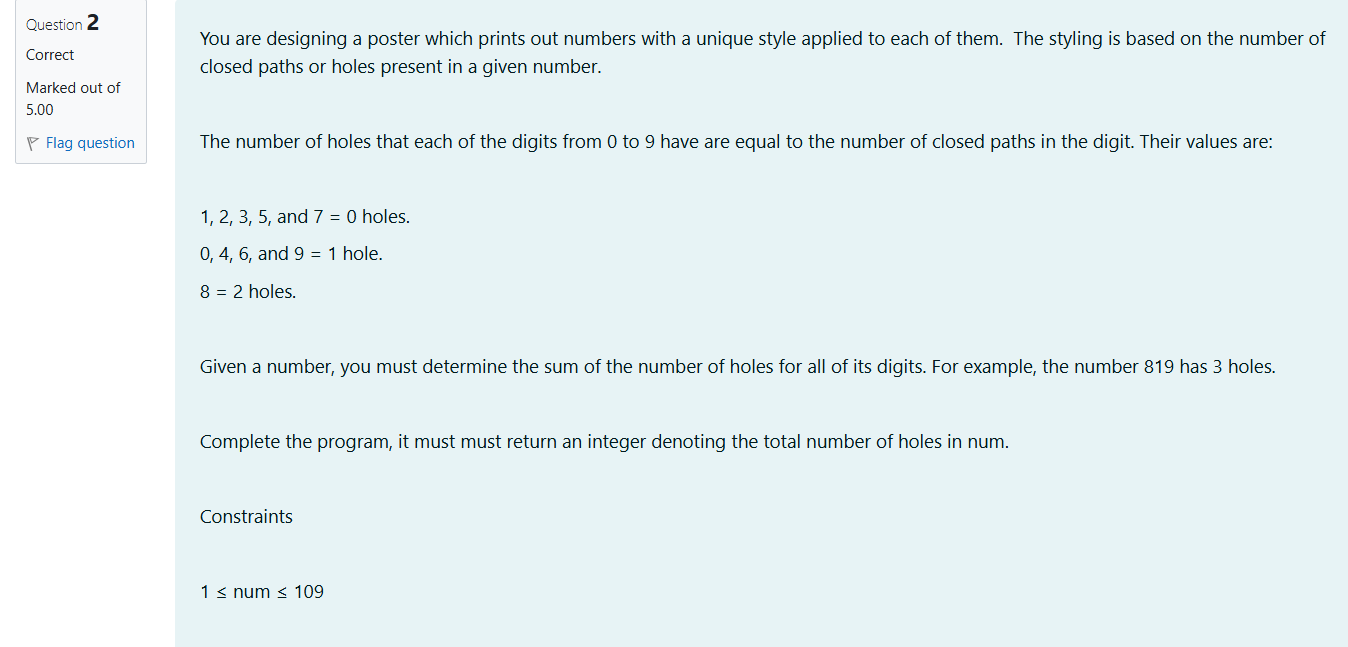 Question 2
Correct
Marked out of
5.00
Flag question
You are designing a poster which prints out numbers with a unique style applied to each of them. The styling is based on the number of
closed paths or holes present in a given number.
The number of holes that each of the digits from 0 to 9 have are equal to the number of closed paths in the digit. Their values are:
1, 2, 3, 5, and 7 = 0 holes.
0, 4, 6, and 9 = 1 hole.
8 = 2 holes.
Given a number, you must determine the sum of the number of holes for all of its digits. For example, the number 819 has 3 holes.
Complete the program, it must must return an integer denoting the total number of holes in num.
Constraints
1 ≤ num ≤ 109